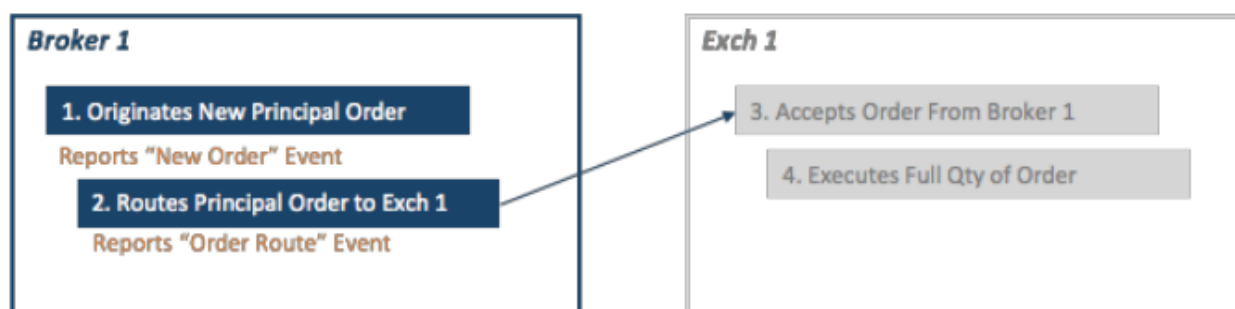 Broker 1
1. Originates New Principal Order
Reports “New Order” Event
2. Routes Principal Order to Exch 1
Reports “Order Route” Event
Exch 1
3. Accepts Order From Broker 1
4. Executes Full Qty of Order